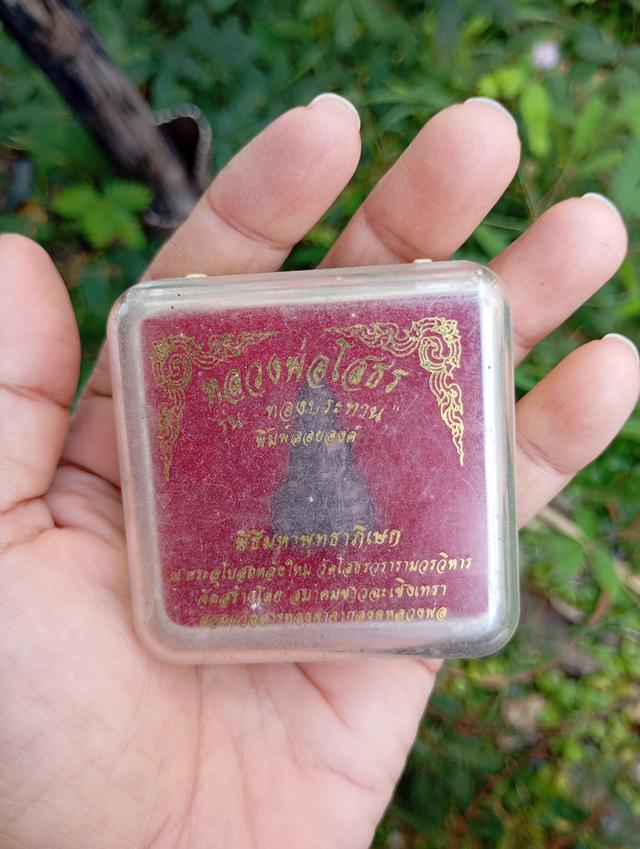 หลวงพ่อโสธร
รุ่น "ทองประทาน"
พิมพ์ลอยองค์
พิธีมหาพุทธาภิเษก
ณ พระอุโบสถหลังใหม่ วัดโสธรวรารามวรวิหาร
จัดสร้างโดย สมาคมชาวฉะเชิงเทรา